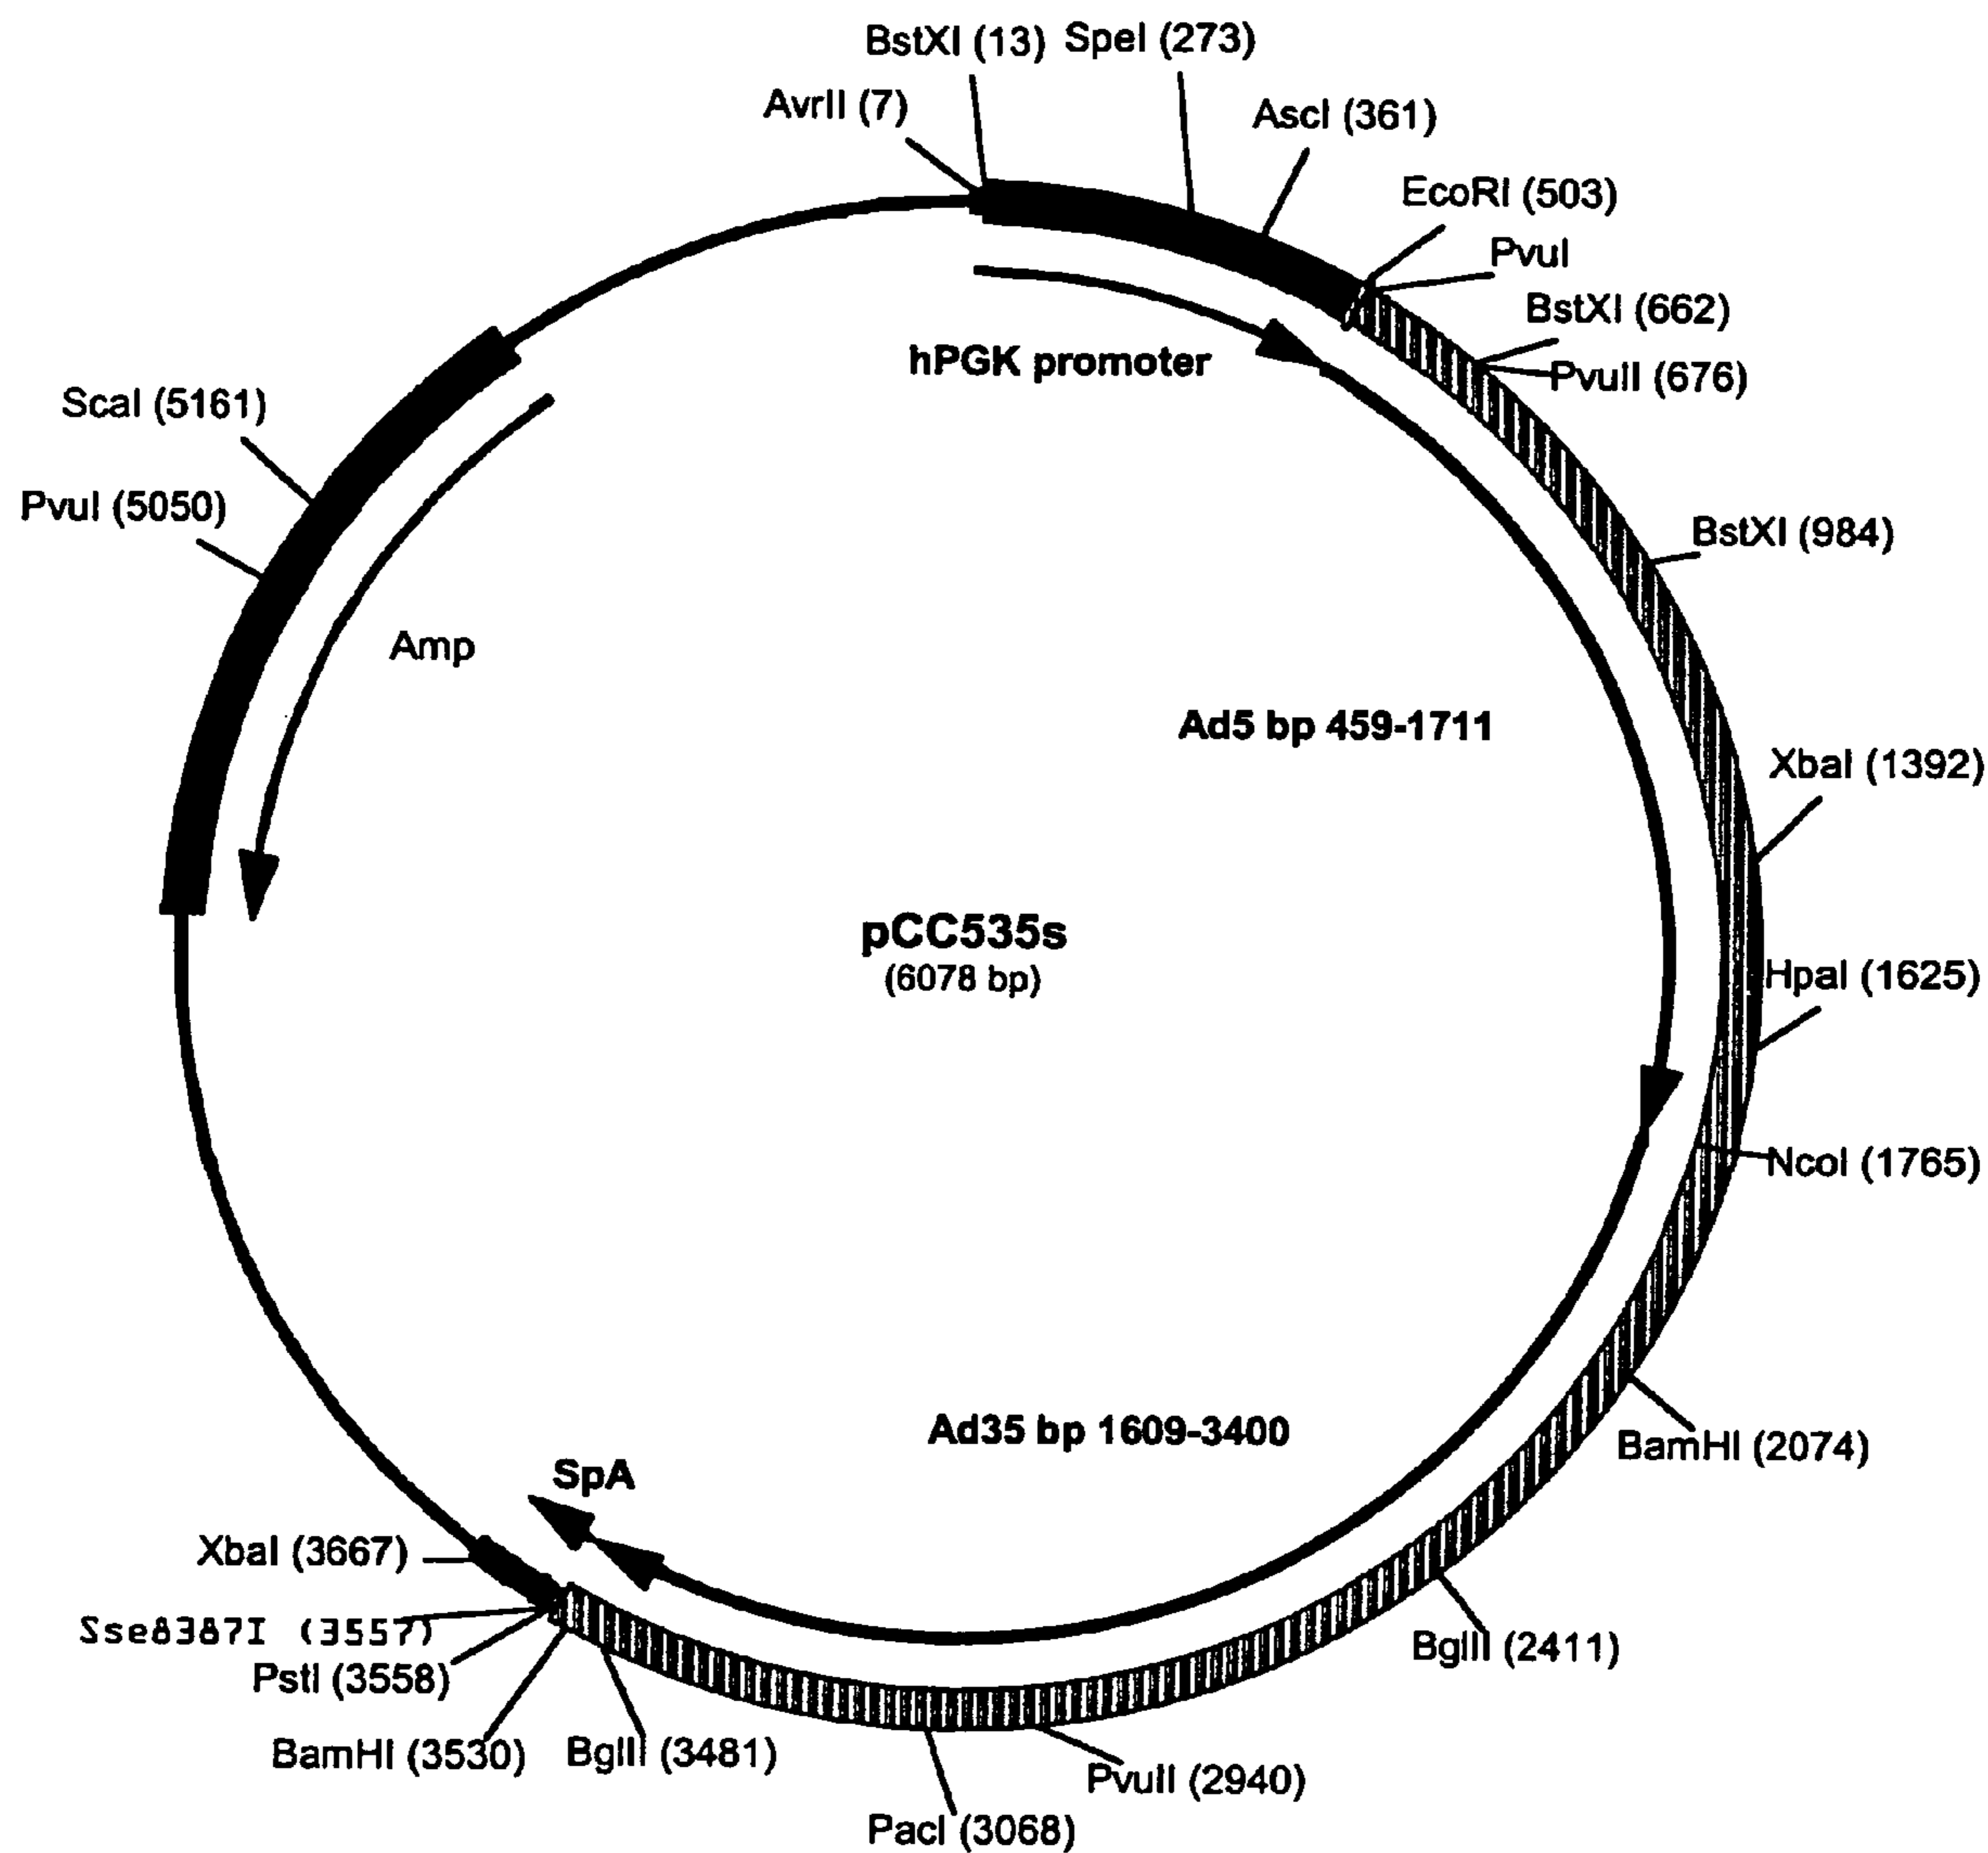 BstXI (13) SpeI (273)
AvrII (7)
AscI (361)
EcoRI (503)
PvuI
BstXI (662)
PvuII (676)
hPGK promoter
ScaI (5161)
PvuI (5050)
BstXI (984)
Amp
Ad5 bp 459-1711
XbaI (1392)
pCC535s
(6078 bp)
HpaI (1625)
NcoI (1765)
Ad35 bp 1609-3400
BamHI (2074)
SpA
XbaI (3667)
Sse8387I (3557)
PstI (3558)
BglII (2411)
BamHI (3530)
BglII (3481)
PvuII (2940)
PacI (3068)